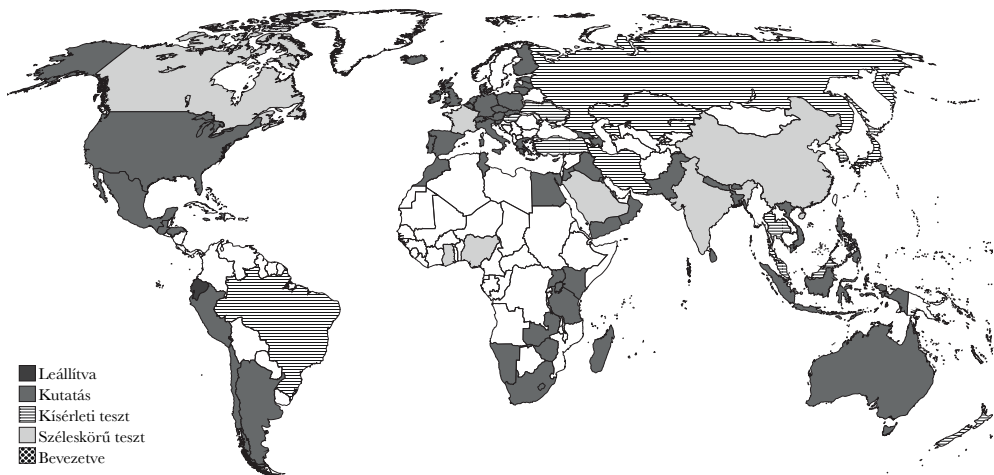 Leállítva
Kutatás
Kísérleti teszt
Széleskörű teszt
Bevezetve